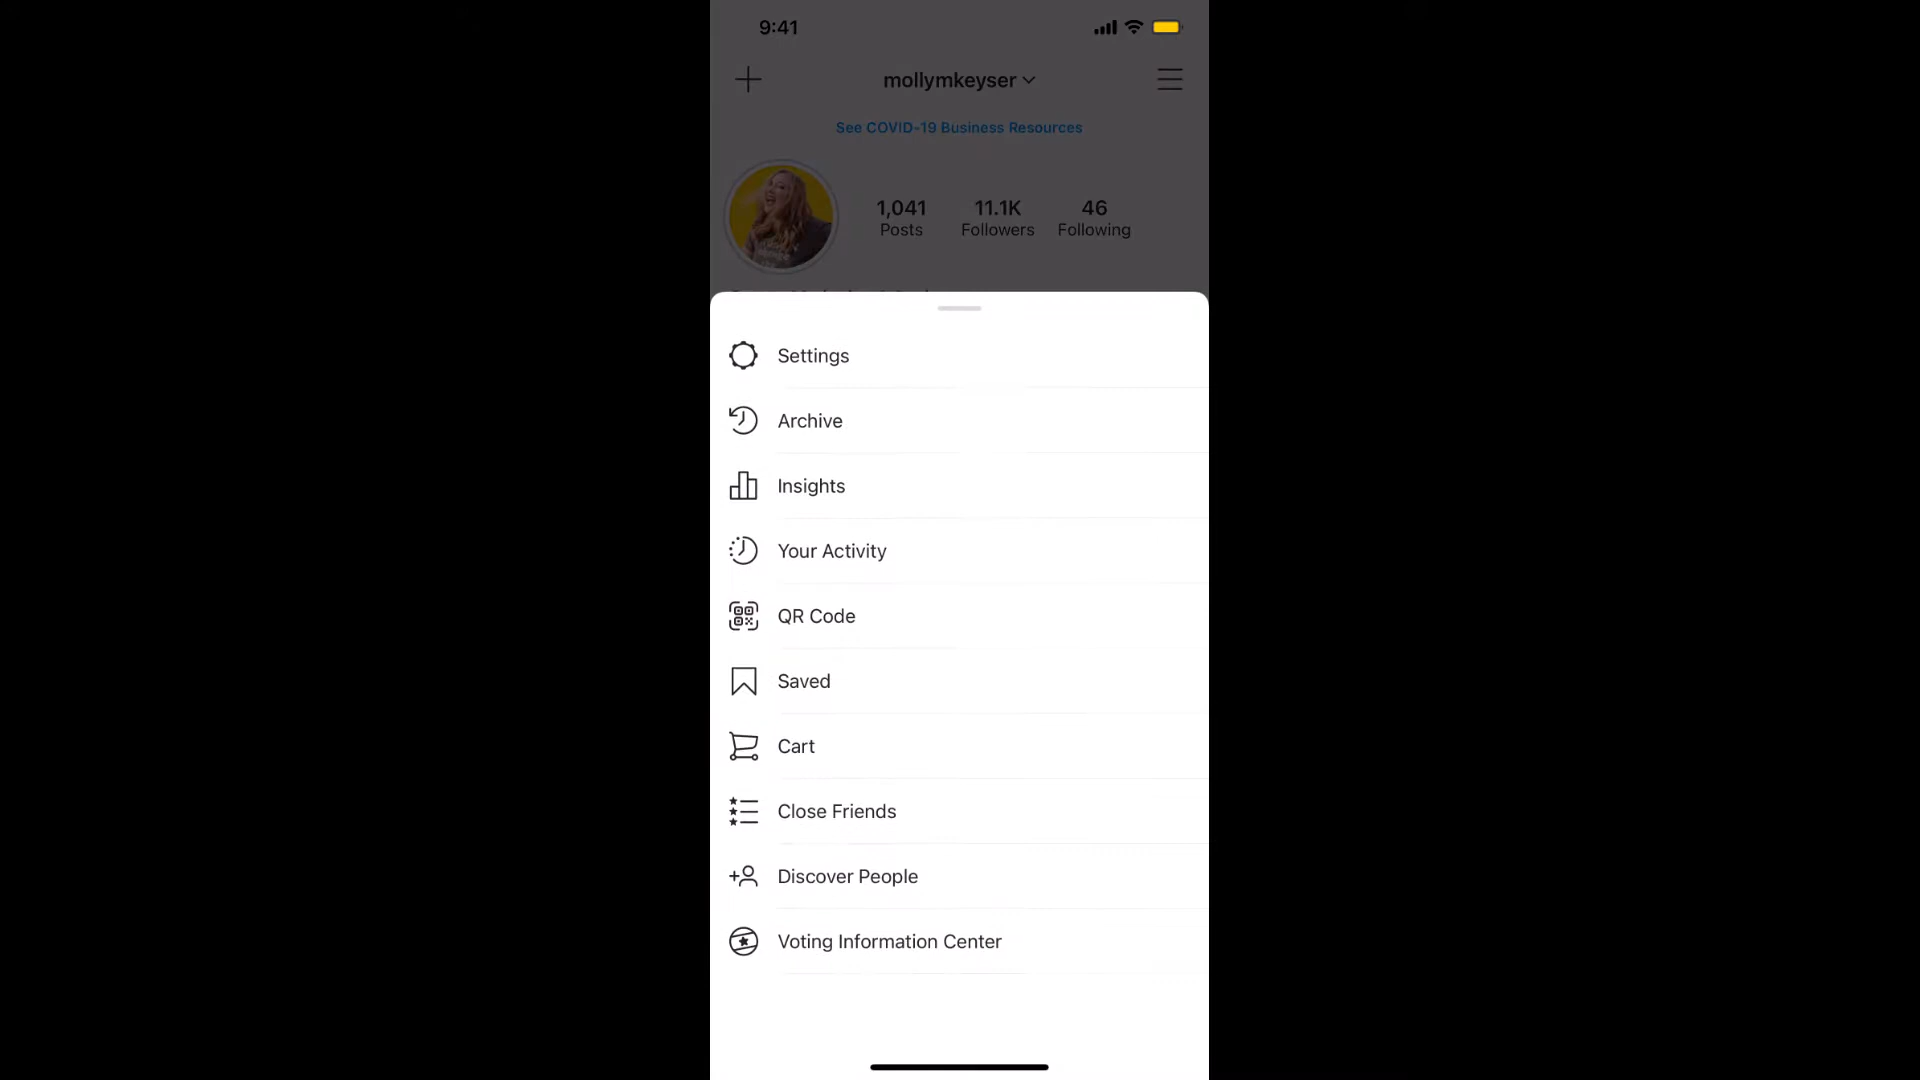 9:41
mollymkeyser
See COVID-19 Business Resources
1,041 11.1K 46
Posts Followers Following
Settings
Archive
Insights
Your Activity
QR Code
Saved
Cart
Close Friends
Discover People
Voting Information Center